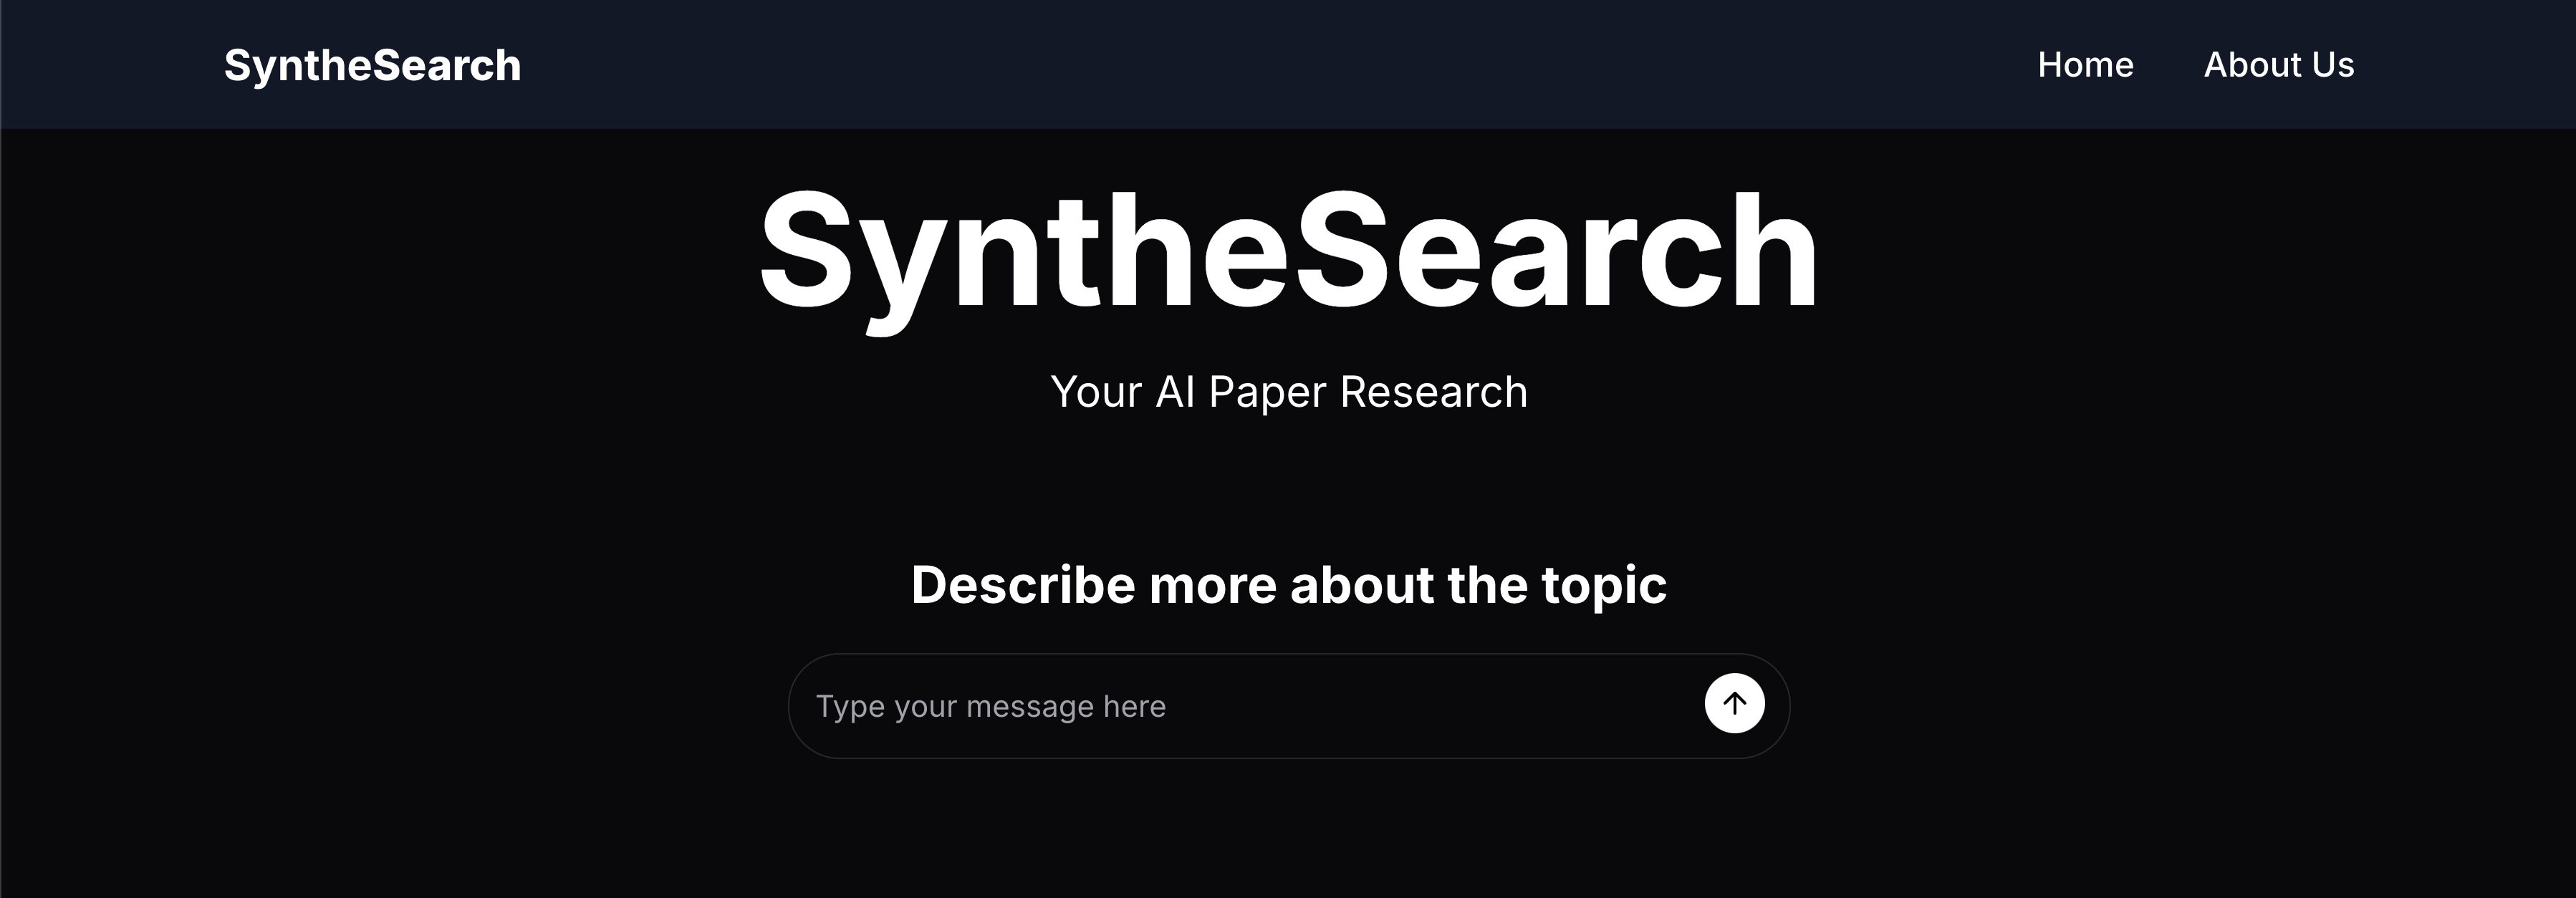 SyntheSearch
Home
About Us
SyntheSearch
Your AI Paper Research
Describe more about the topic
Type your message here